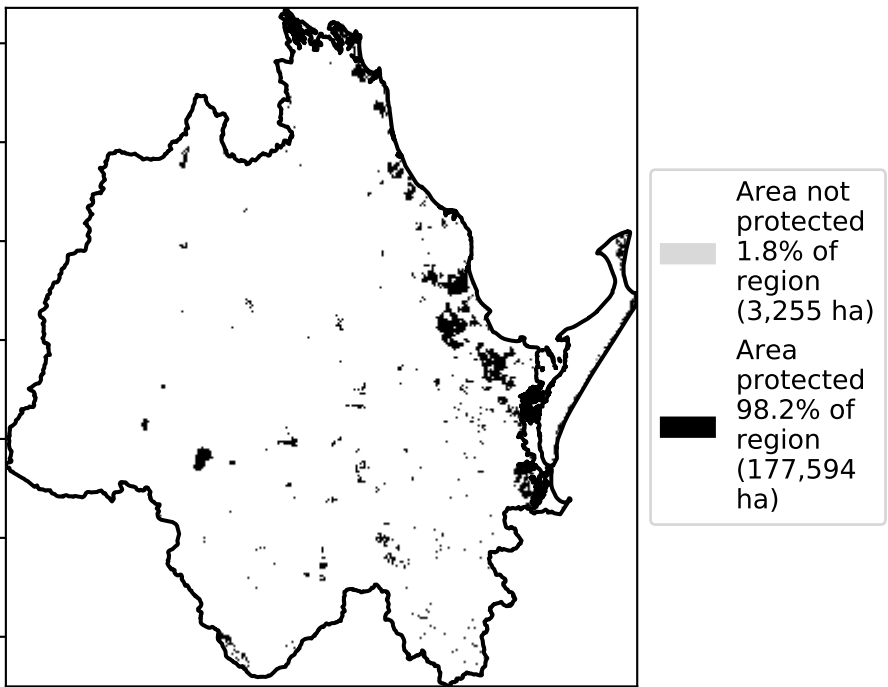 Area not
protected
1.8% of
region
(3,255 ha)
Area
protected
98.2% of
region
(177,594
ha)